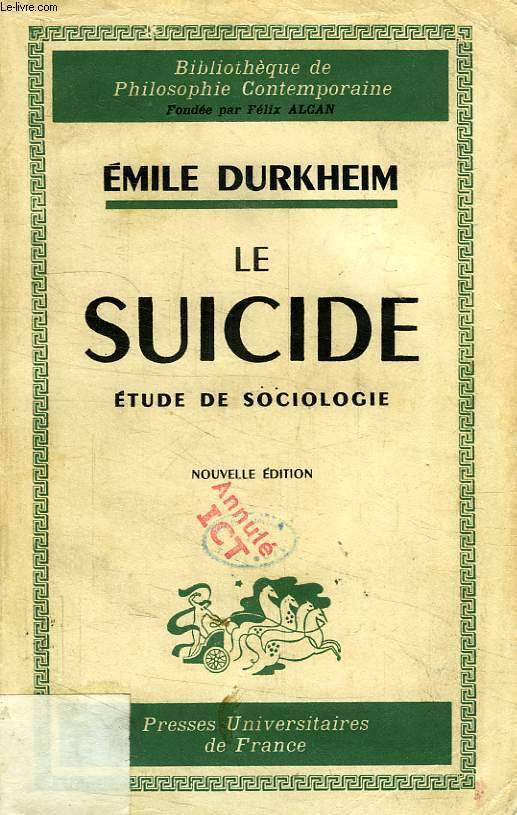 Le-livre.com
Bibliothèque de
Philosophie Contemporaine
Fondée par Félix ALCAN
ÉMILE DURKHEIM
LE
SUICIDE
ÉTUDE DE SOCIOLOGIE
NOUVELLE ÉDITION
Annulé
ICT
Presses Universitaires
de France